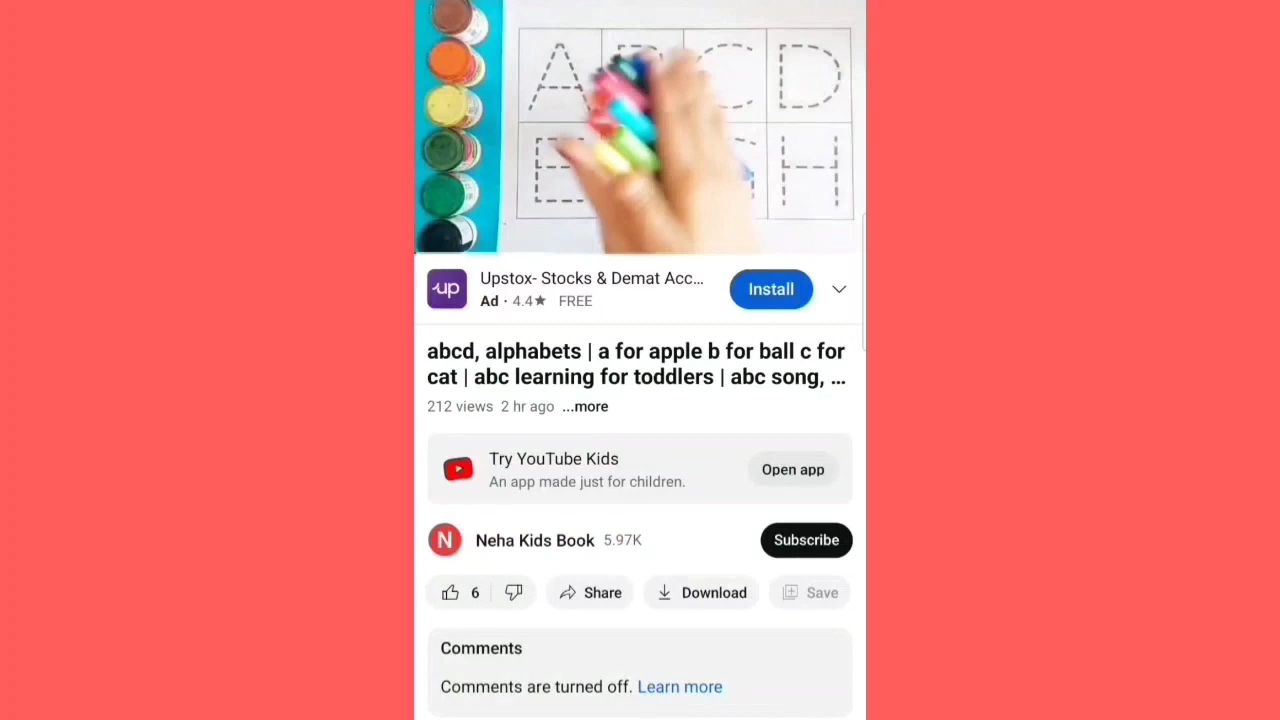 A B C D
E H
up
Upstox- Stocks & Demat Acc...
Install
Ad · 4.4★ FREE
abcd, alphabets | a for apple b for ball c for
cat | abc learning for toddlers | abc song, ...
212 views 2 hr ago ...more
Try YouTube Kids
An app made just for children.
Open app
N
Neha Kids Book 5.97K
Subscribe
6
Share
Download
Save
Comments
Comments are turned off. Learn more